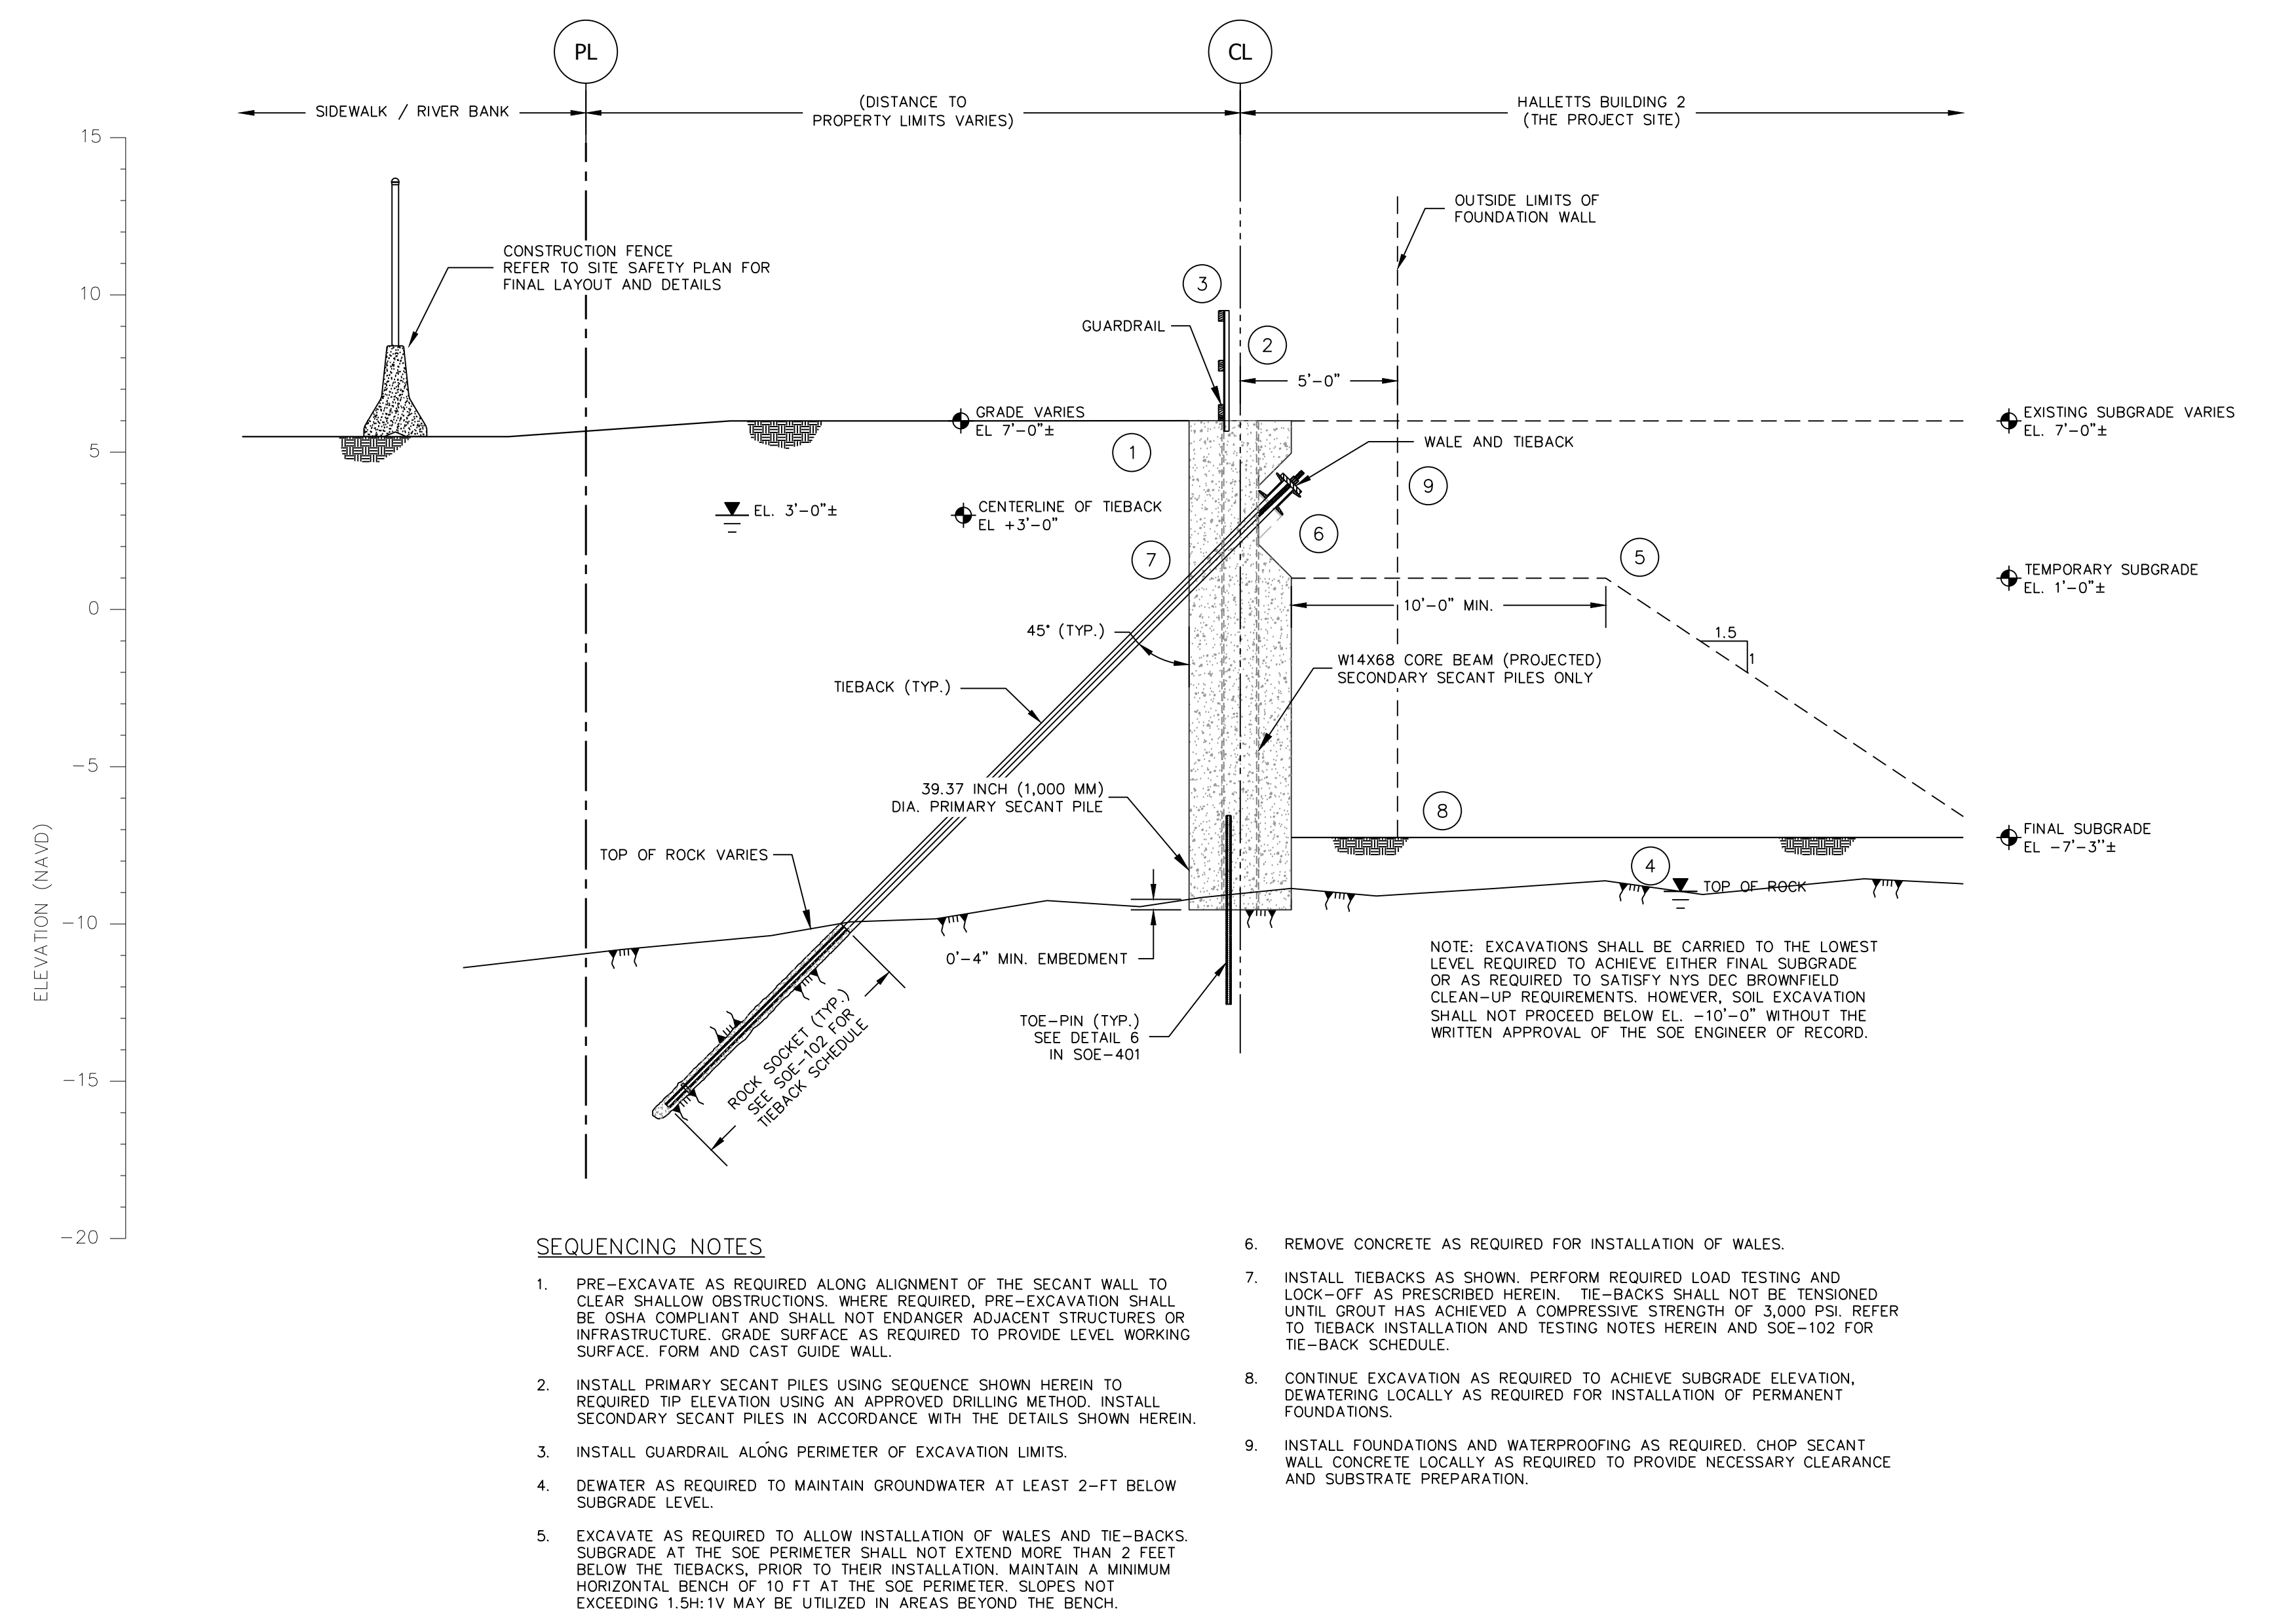 PL
CL
SIDEWALK / RIVER BANK
(DISTANCE TO
PROPERTY LIMITS VARIES)
HALLETTS BUILDING 2
(THE PROJECT SITE)
15
10
5
0
-5
-10
-15
-20
ELEVATION (NAVD)
OUTSIDE LIMITS OF
FOUNDATION WALL
CONSTRUCTION FENCE
REFER TO SITE SAFETY PLAN FOR
FINAL LAYOUT AND DETAILS
3
GUARDRAIL
2
5'-0"
GRADE VARIES
EL 7'-0"±
EXISTING SUBGRADE VARIES
EL. 7'-0"±
1
WALE AND TIEBACK
9
EL. 3'-0"±
CENTERLINE OF TIEBACK
EL +3'-0"
6
7
5
TEMPORARY SUBGRADE
EL. 1'-0"±
10'-0" MIN.
45° (TYP.)
1.5
1
W14X68 CORE BEAM (PROJECTED)
SECONDARY SECANT PILES ONLY
TIEBACK (TYP.)
39.37 INCH (1,000 MM)
DIA. PRIMARY SECANT PILE
8
FINAL SUBGRADE
EL -7'-3"±
TOP OF ROCK VARIES
4
TOP OF ROCK
0'-4" MIN. EMBEDMENT
ROCK SOCKET (TYP.)
SEE SOE-102 FOR
TIEBACK SCHEDULE
TOE-PIN (TYP.)
SEE DETAIL 6
IN SOE-401
NOTE: EXCAVATIONS SHALL BE CARRIED TO THE LOWEST
LEVEL REQUIRED TO ACHIEVE EITHER FINAL SUBGRADE
OR AS REQUIRED TO SATISFY NYS DEC BROWNFIELD
CLEAN-UP REQUIREMENTS. HOWEVER, SOIL EXCAVATION
SHALL NOT PROCEED BELOW EL. -10'-0" WITHOUT THE
WRITTEN APPROVAL OF THE SOE ENGINEER OF RECORD.
SEQUENCING NOTES
1. PRE-EXCAVATE AS REQUIRED ALONG ALIGNMENT OF THE SECANT WALL TO
CLEAR SHALLOW OBSTRUCTIONS. WHERE REQUIRED, PRE-EXCAVATION SHALL
BE OSHA COMPLIANT AND SHALL NOT ENDANGER ADJACENT STRUCTURES OR
INFRASTRUCTURE. GRADE SURFACE AS REQUIRED TO PROVIDE LEVEL WORKING
SURFACE. FORM AND CAST GUIDE WALL.
2. INSTALL PRIMARY SECANT PILES USING SEQUENCE SHOWN HEREIN TO
REQUIRED TIP ELEVATION USING AN APPROVED DRILLING METHOD. INSTALL
SECONDARY SECANT PILES IN ACCORDANCE WITH THE DETAILS SHOWN HEREIN.
3. INSTALL GUARDRAIL ALONG PERIMETER OF EXCAVATION LIMITS.
4. DEWATER AS REQUIRED TO MAINTAIN GROUNDWATER AT LEAST 2-FT BELOW
SUBGRADE LEVEL.
5. EXCAVATE AS REQUIRED TO ALLOW INSTALLATION OF WALES AND TIE-BACKS.
SUBGRADE AT THE SOE PERIMETER SHALL NOT EXTEND MORE THAN 2 FEET
BELOW THE TIEBACKS, PRIOR TO THEIR INSTALLATION. MAINTAIN A MINIMUM
HORIZONTAL BENCH OF 10 FT AT THE SOE PERIMETER. SLOPES NOT
EXCEEDING 1.5H:1V MAY BE UTILIZED IN AREAS BEYOND THE BENCH.
6. REMOVE CONCRETE AS REQUIRED FOR INSTALLATION OF WALES.
7. INSTALL TIEBACKS AS SHOWN. PERFORM REQUIRED LOAD TESTING AND
LOCK-OFF AS PRESCRIBED HEREIN. TIE-BACKS SHALL NOT BE TENSIONED
UNTIL GROUT HAS ACHIEVED A COMPRESSIVE STRENGTH OF 3,000 PSI. REFER
TO TIEBACK INSTALLATION AND TESTING NOTES HEREIN AND SOE-102 FOR
TIE-BACK SCHEDULE.
8. CONTINUE EXCAVATION AS REQUIRED TO ACHIEVE SUBGRADE ELEVATION,
DEWATERING LOCALLY AS REQUIRED FOR INSTALLATION OF PERMANENT
FOUNDATIONS.
9. INSTALL FOUNDATIONS AND WATERPROOFING AS REQUIRED. CHOP SECANT
WALL CONCRETE LOCALLY AS REQUIRED TO PROVIDE NECESSARY CLEARANCE
AND SUBSTRATE PREPARATION.